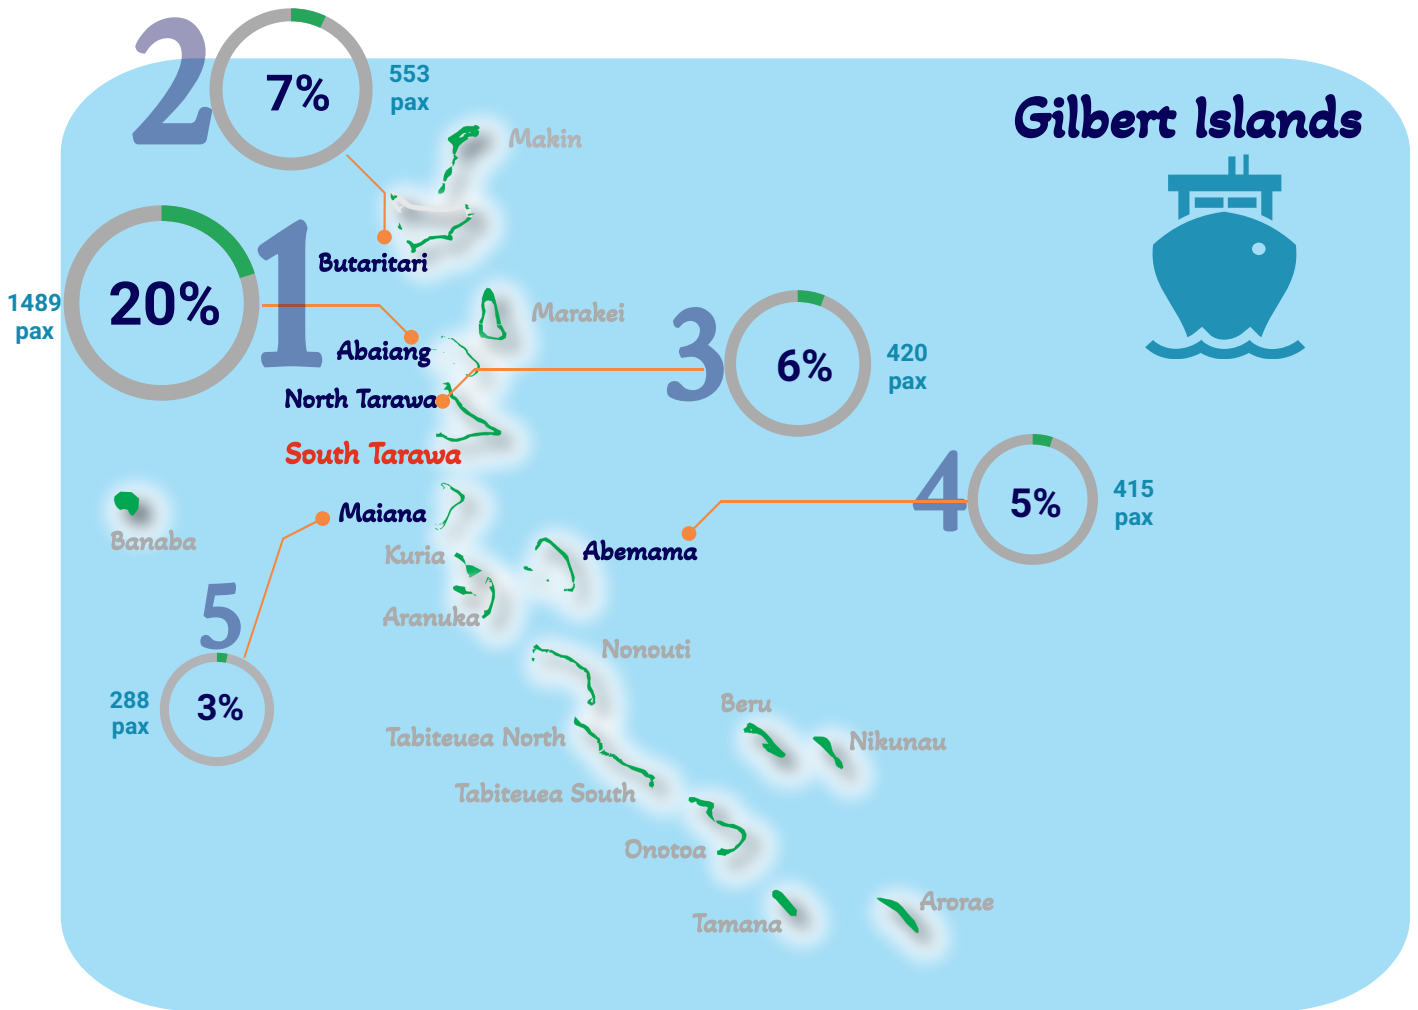 2
7%
553
pax
Gilbert Islands
Makin
Butaritari
1489
pax
20%
1
Marakei
Abaiang
3
6%
420
pax
North Tarawa
South Tarawa
4
5%
415
pax
Banaba
Maiana
Kuria
Abemama
Aranuka
5
288
pax
3%
Nonouti
Beru
Tabiteuea North
Nikunau
Tabiteuea South
Onotoa
Tamana
Arorae